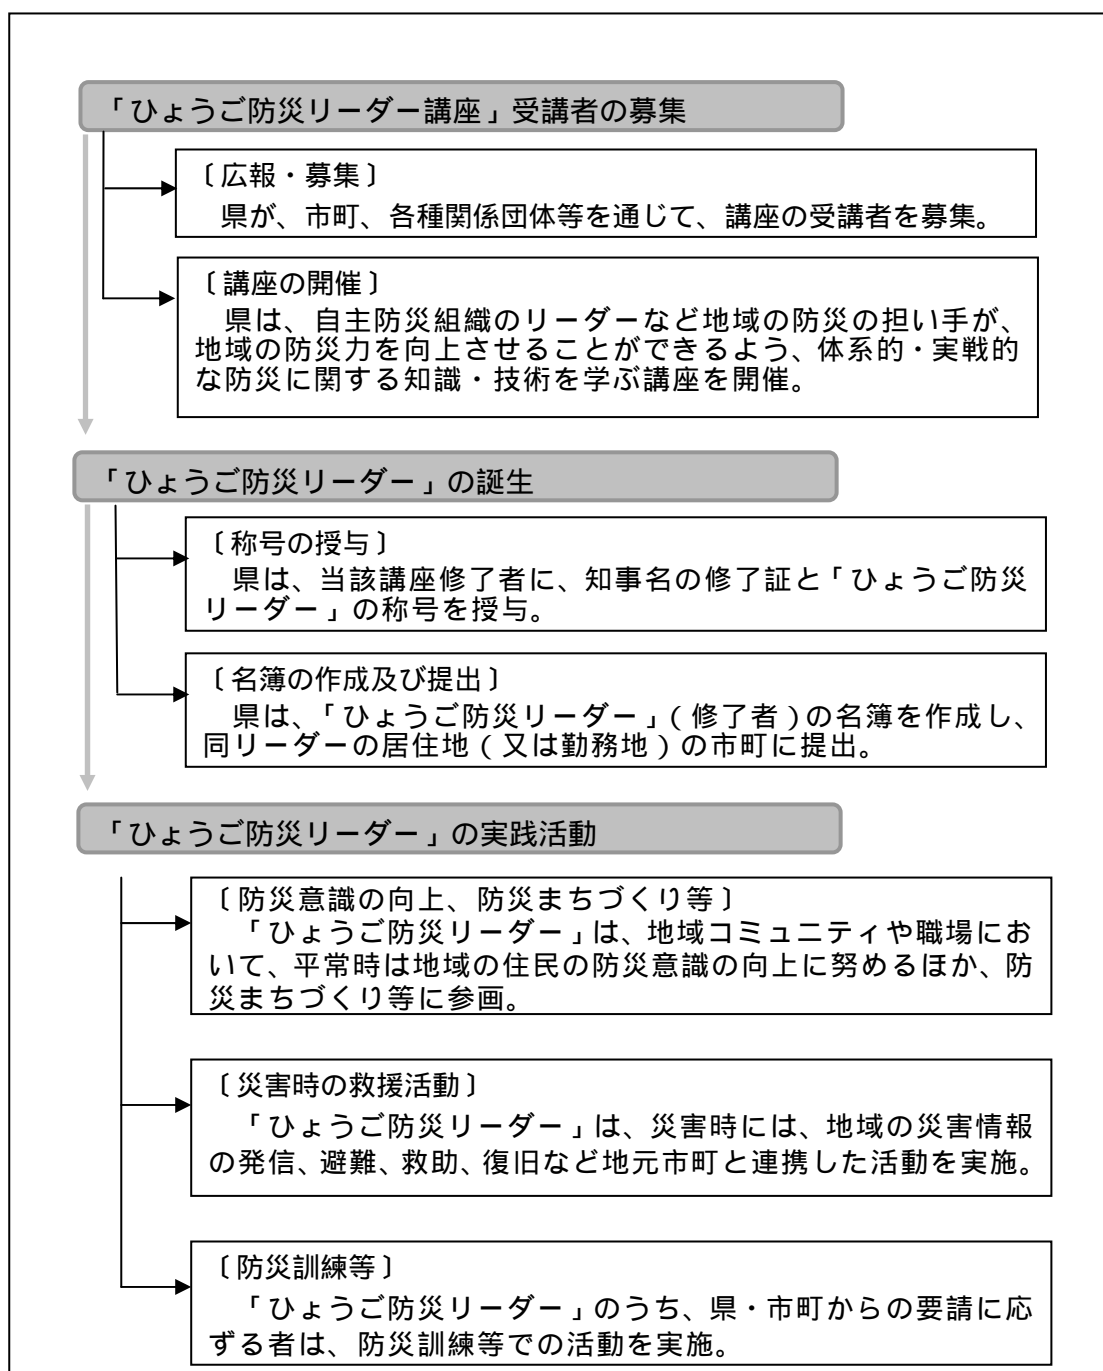 「ひょうご防災リーダー講座」受講者の募集
〔広報・募集〕
県が、市町、各種関係団体等を通じて、講座の受講者を募集。
〔講座の開催〕
県は、自主防災組織のリーダーなど地域の防災の担い手が、
地域の防災力を向上させることができるよう、体系的・実戦的
な防災に関する知識・技術を学ぶ講座を開催。
「ひょうご防災リーダー」の誕生
〔称号の授与〕
県は、当該講座修了者に、知事名の修了証と「ひょうご防災
リーダー」の称号を授与。
〔名簿の作成及び提出〕
県は、「ひょうご防災リーダー」(修了者)の名簿を作成し、
同リーダーの居住地(又は勤務地)の市町に提出。
「ひょうご防災リーダー」の実践活動
〔防災意識の向上、防災まちづくり等〕
「ひょうご防災リーダー」は、地域コミュニティや職場にお
いて、平常時は地域の住民の防災意識の向上に努めるほか、防
災まちづくり等に参画。
〔災害時の救援活動〕
「ひょうご防災リーダー」は、災害時には、地域の災害情報
の発信、避難、救助、復旧など地元市町と連携した活動を実施。
〔防災訓練等〕
「ひょうご防災リーダー」のうち、県・市町からの要請に応
ずる者は、防災訓練等での活動を実施。